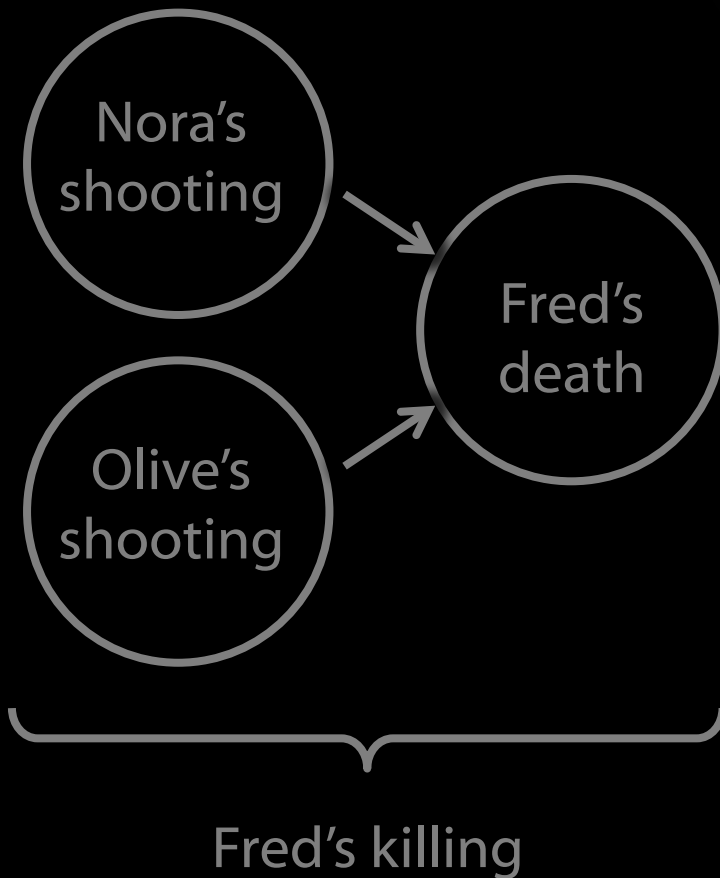 Nora’s
shooting
Fred’s
death
Olive’s
shooting
Fred’s killing